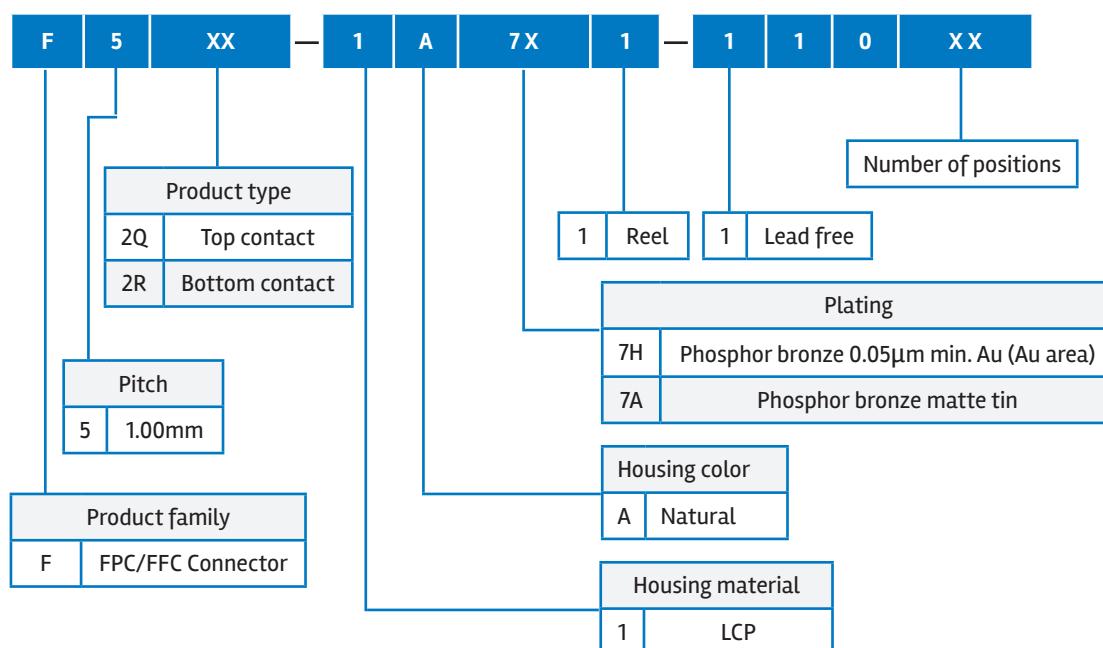 F 5 XX — 1 A 7X 1 — 1 1 0 XX
Number of positions
Product type
2Q Top contact
2R Bottom contact
1 Reel
1 Lead free
Plating
7H Phosphor bronze 0.05µm min. Au (Au area)
7A Phosphor bronze matte tin
Pitch
5 1.00mm
Housing color
A Natural
Product family
F FPC/FFC Connector
Housing material
1 LCP